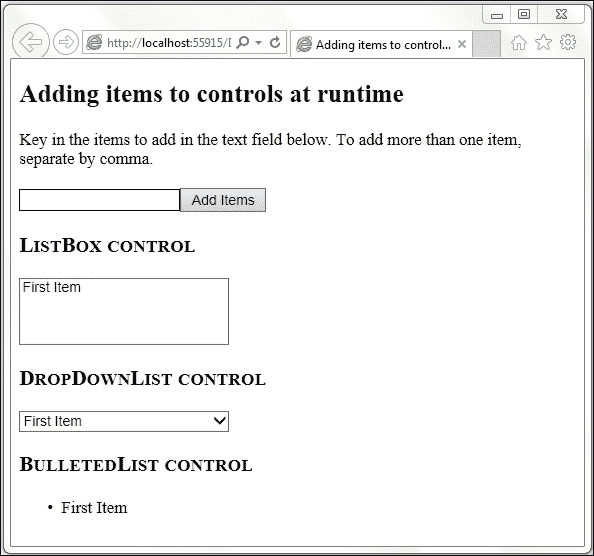 http://localhost:55915/D
Adding items to control...
Adding items to controls at runtime
Key in the items to add in the text field below. To add more than one item,
separate by comma.
Add Items
LISTBOX CONTROL
First Item
DROPDOWNLIST CONTROL
First Item
BULLETEDLIST CONTROL
• First Item